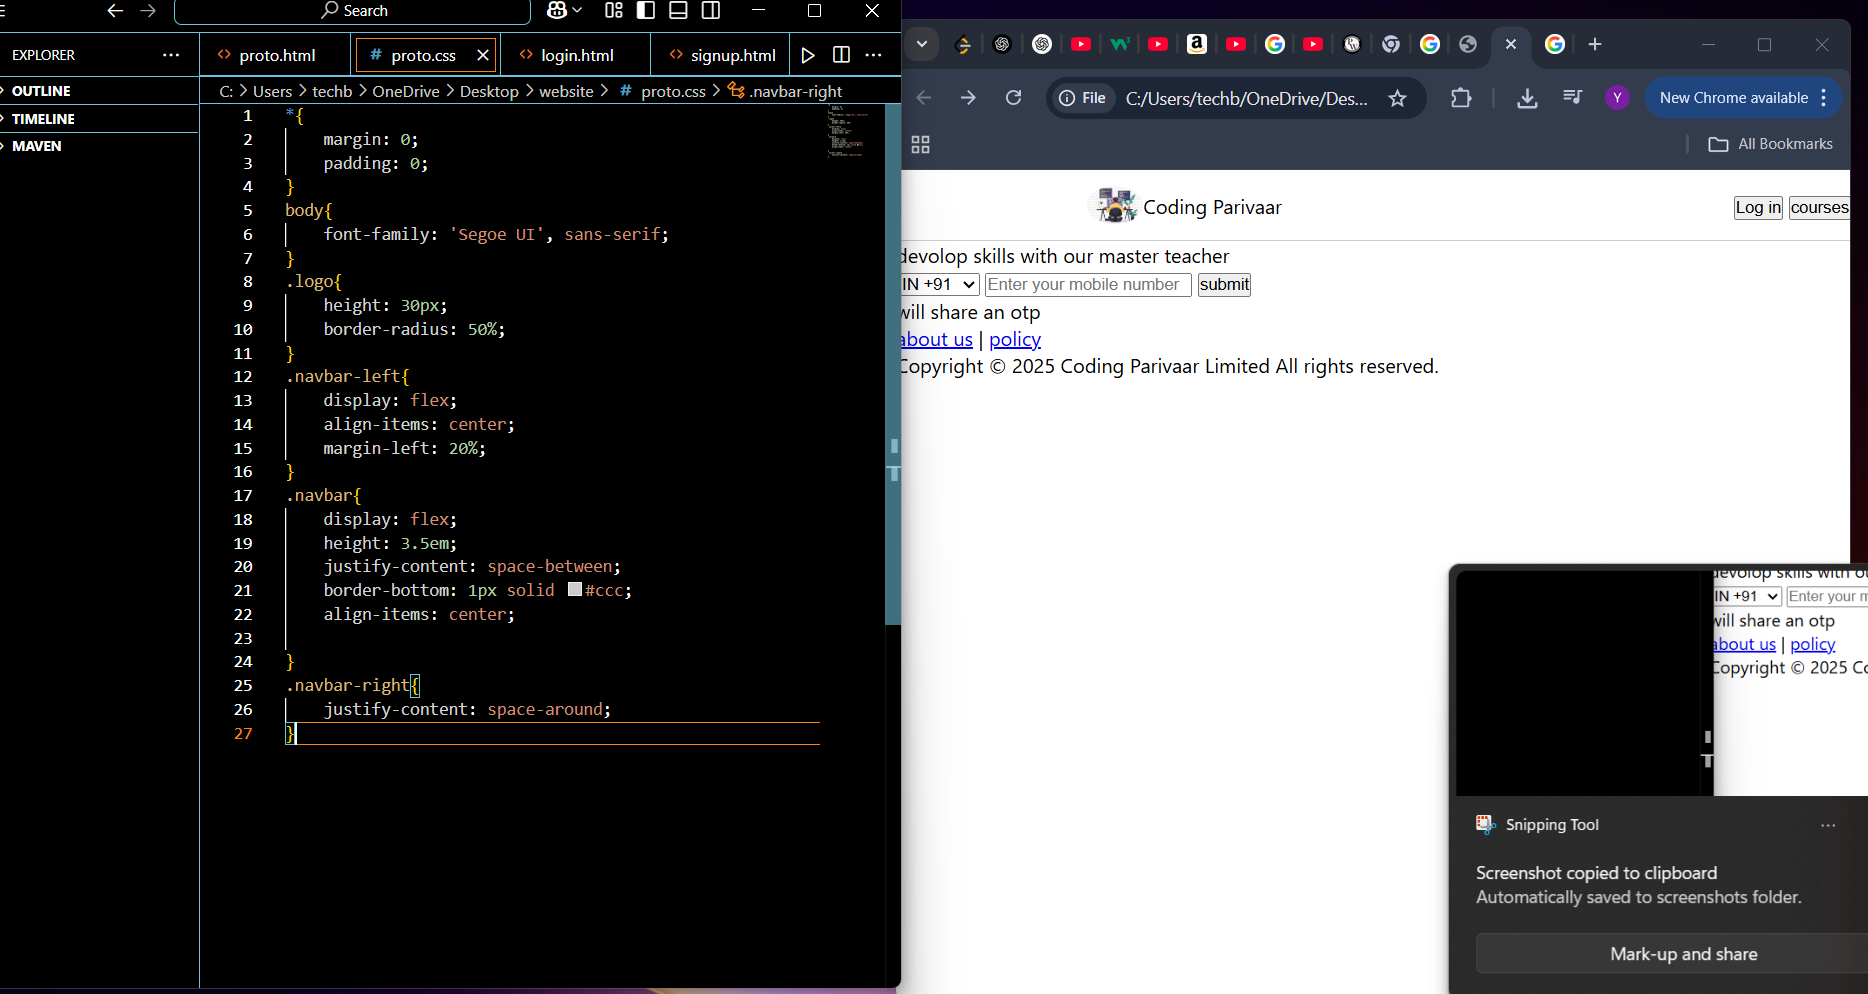 Search
EXPLORER
OUTLINE
TIMELINE
MAVEN
proto.html
# proto.css
login.html
signup.html
C: > Users > techb > OneDrive > Desktop > website > # proto.css > .navbar-right
1 *{
2 margin: 0;
3 padding: 0;
4 }
5 body{
6 font-family: 'Segoe UI', sans-serif;
7 }
8 .logo{
9 height: 30px;
10 border-radius: 50%;
11 }
12 .navbar-left{
13 display: flex;
14 align-items: center;
15 margin-left: 20%;
16 }
17 .navbar{
18 display: flex;
19 height: 3.5em;
20 justify-content: space-between;
21 border-bottom: 1px solid #ccc;
22 align-items: center;
23
24 }
25 .navbar-right{
26 justify-content: space-around;
27 }
File
C:/Users/techb/OneDrive/Des...
Y
New Chrome available
All Bookmarks
Coding Parivaar
Log in
courses
devolop skills with our master teacher
IN +91
Enter your mobile number
submit
will share an otp
about us | policy
Copyright © 2025 Coding Parivaar Limited All rights reserved.
devolop skills with ou
IN +91
Enter your m
will share an otp
about us | policy
Copyright © 2025 Co
Snipping Tool
Screenshot copied to clipboard
Automatically saved to screenshots folder.
Mark-up and share